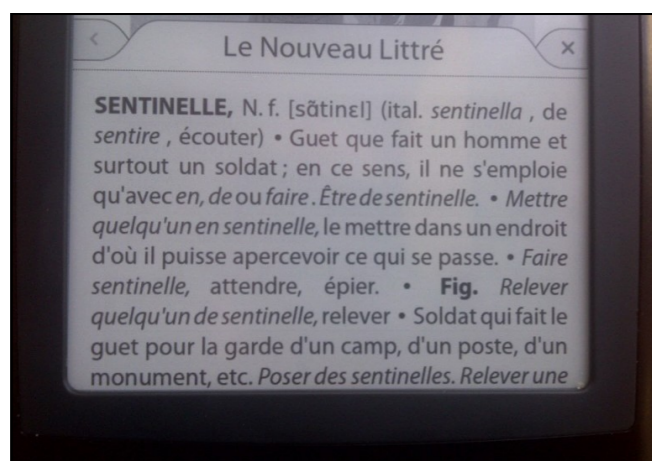 Le Nouveau Littré
SENTINELLE, N. f. [sɑ̃tinɛl] (ital. sentinella , de
sentire , écouter) • Guet que fait un homme et
surtout un soldat ; en ce sens, il ne s'emploie
qu'avec en, de ou faire . Être de sentinelle. • Mettre
quelqu'un en sentinelle, le mettre dans un endroit
d'où il puisse apercevoir ce qui se passe. • Faire
sentinelle, attendre, épier. • Fig. Relever
quelqu'un de sentinelle, relever • Soldat qui fait le
guet pour la garde d'un camp, d'un poste, d'un
monument, etc. Poser des sentinelles. Relever une